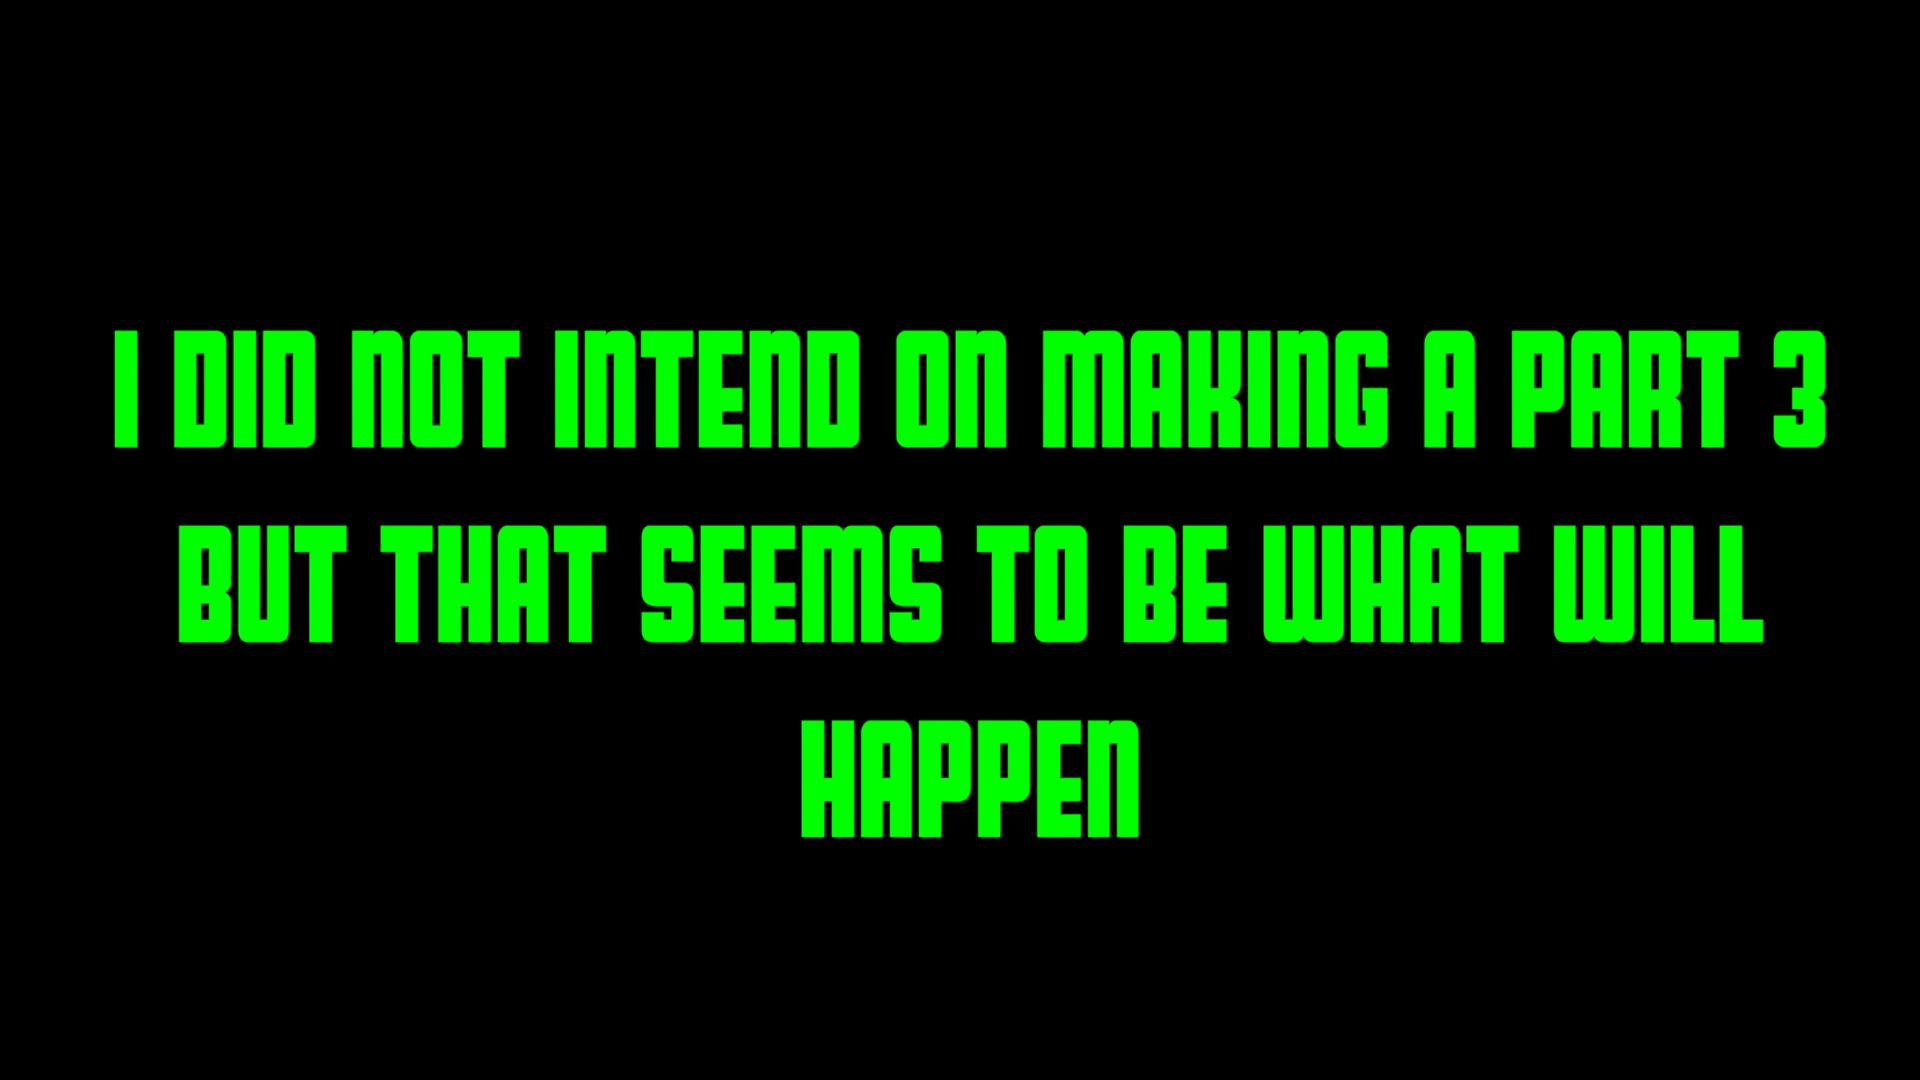 I DID NOT INTEND ON MAKING A PART 3
BUT THAT SEEMS TO BE WHAT WILL
HAPPEN